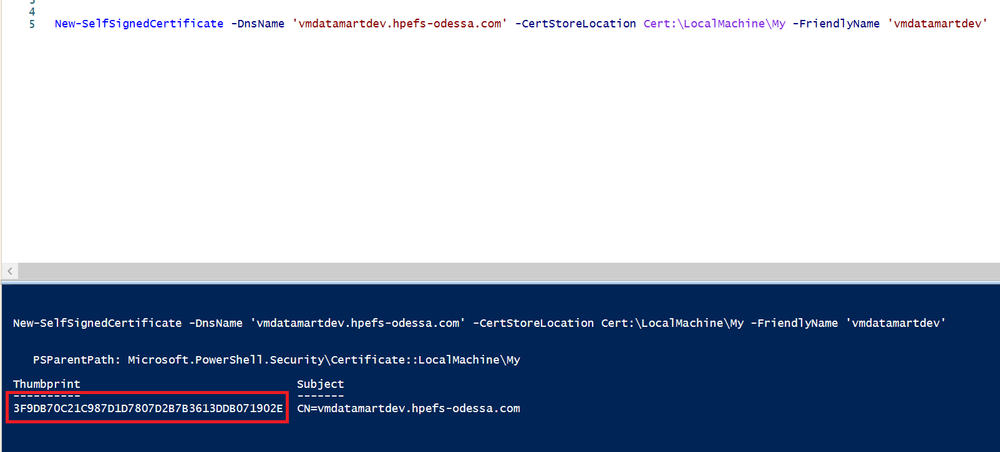 3
4
5 New-SelfSignedCertificate -DnsName 'vmdatamartdev.hpefs-odessa.com' -CertStoreLocation Cert:\LocalMachine\My -FriendlyName 'vmdatamartdev'
New-SelfSignedCertificate -DnsName 'vmdatamartdev.hpefs-odessa.com' -CertStoreLocation Cert:\LocalMachine\My -FriendlyName 'vmdatamartdev'
PSParentPath: Microsoft.PowerShell.Security\Certificate::LocalMachine\My
Thumbprint Subject
---------- -------
3F9DB70C21C987D1D7807D2B7B3613DDB071902E CN=vmdatamartdev.hpefs-odessa.com